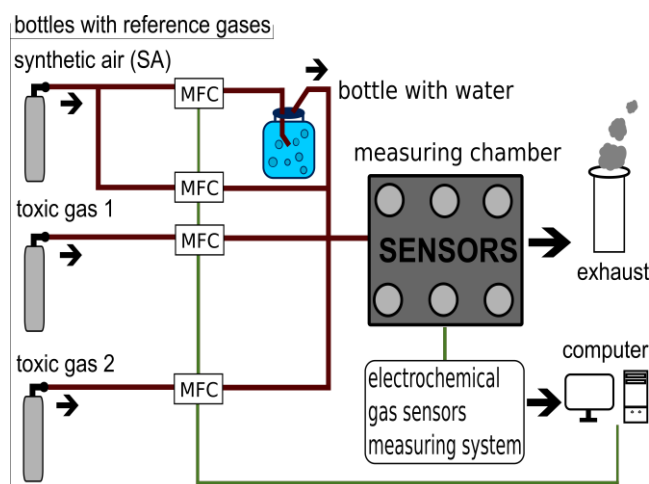 bottles with reference gases
synthetic air (SA)
MFC
bottle with water
measuring chamber
MFC
toxic gas 1
MFC
SENSORS
exhaust
toxic gas 2
MFC
electrochemical
gas sensors
measuring system
computer